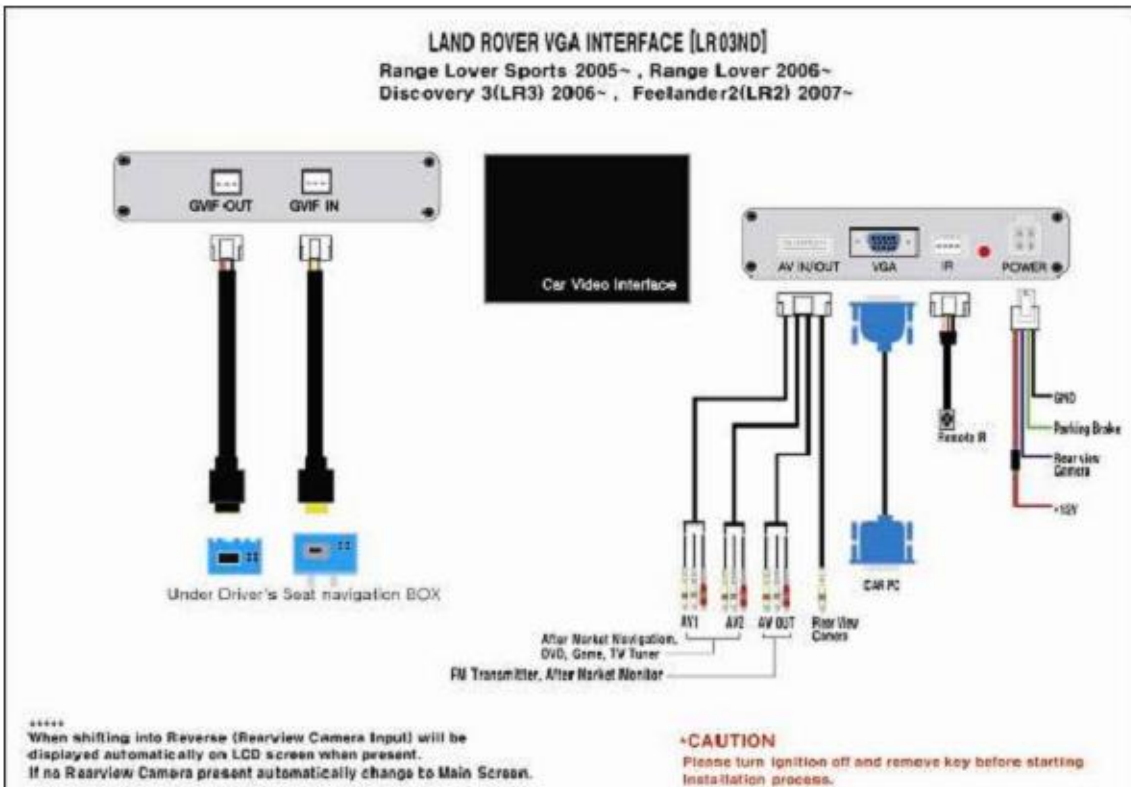 LAND ROVER VGA INTERFACE [LR03ND]
Range Lover Sports 2005~ , Range Lover 2006~
Discovery 3(LR3) 2006~ , Feellander2(LR2) 2007~
GVIF OUT GVIF IN
Car Video Interface
AV IN/OUT VGA IR POWER
GND
Parking Brake
Rear view
Camera
+12V
Remote IR
CAR PC
Under Driver's Seat navigation BOX
AV1 AV2 AV OUT Rear View
Camera
After Market Navigation,
DVD, Game, TV Tuner
FM Transmitter, After Market Monitor
*****
When shifting into Reverse (Rearview Camera Input) will be
displayed automatically on LCD screen when present.
If no Rearview Camera present automatically change to Main Screen.
*CAUTION
Please turn ignition off and remove key before starting
installation process.